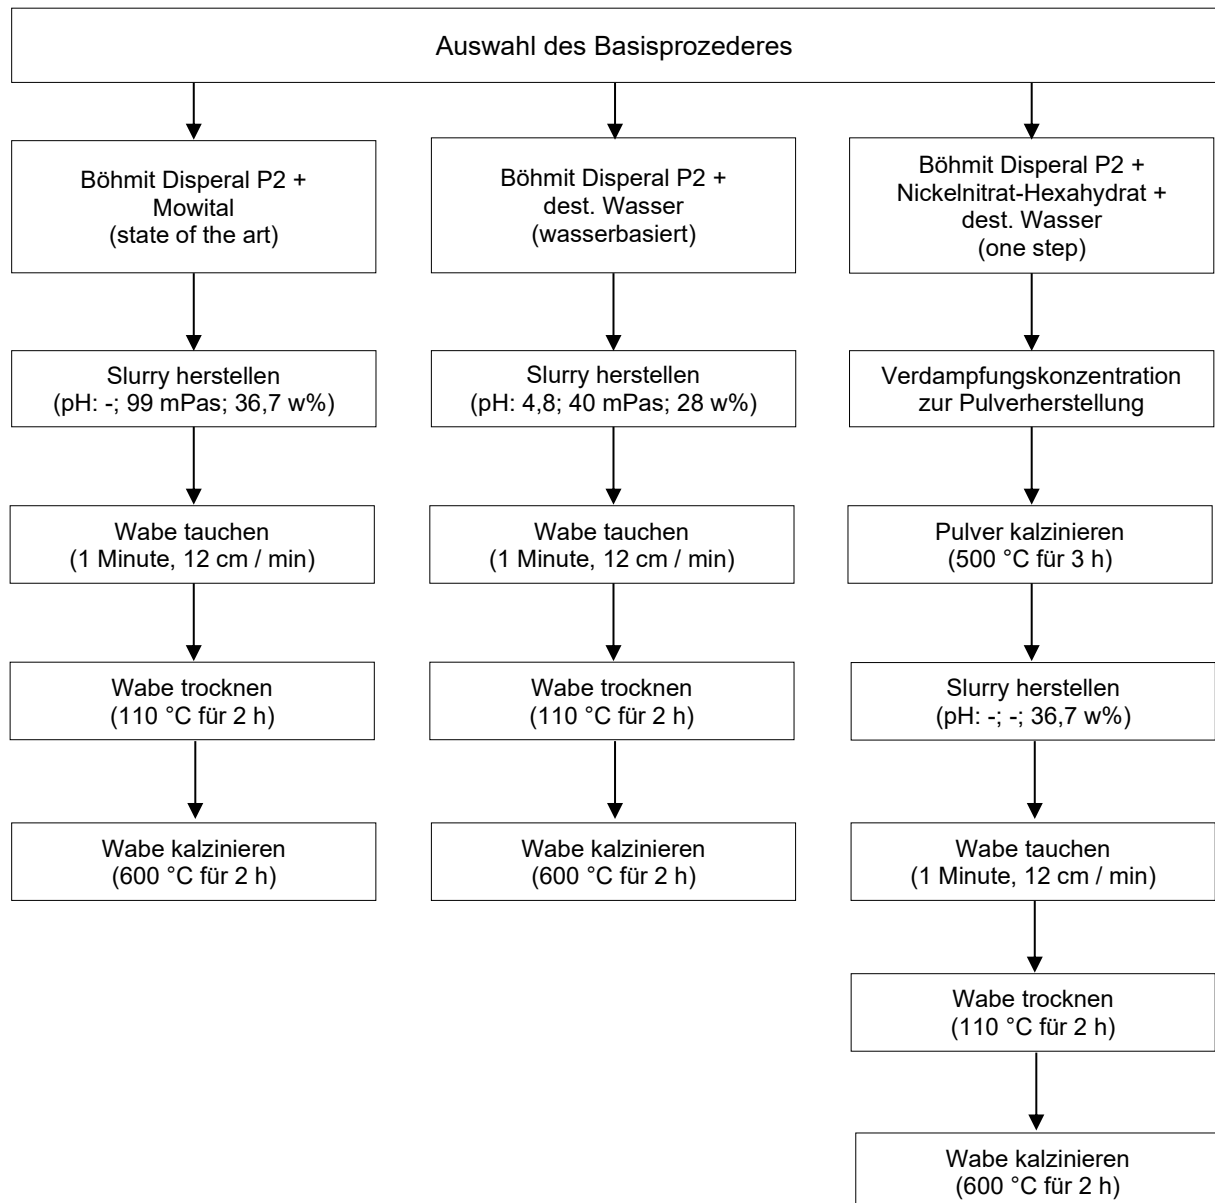 Auswahl des Basisprozederes
Böhmit Disperal P2 +
Mowital
(state of the art)
Slurry herstellen
(pH: -; 99 mPas; 36,7 w%)
Wabe tauchen
(1 Minute, 12 cm / min)
Wabe trocknen
(110 °C für 2 h)
Wabe kalzinieren
(600 °C für 2 h)
Böhmit Disperal P2 +
dest. Wasser
(wasserbasiert)
Slurry herstellen
(pH: 4,8; 40 mPas; 28 w%)
Wabe tauchen
(1 Minute, 12 cm / min)
Wabe trocknen
(110 °C für 2 h)
Wabe kalzinieren
(600 °C für 2 h)
Böhmit Disperal P2 +
Nickelnitrat-Hexahydrat +
dest. Wasser
(one step)
Verdampfungskonzentration
zur Pulverherstellung
Pulver kalzinieren
(500 °C für 3 h)
Slurry herstellen
(pH: -; -; 36,7 w%)
Wabe tauchen
(1 Minute, 12 cm / min)
Wabe trocknen
(110 °C für 2 h)
Wabe kalzinieren
(600 °C für 2 h)